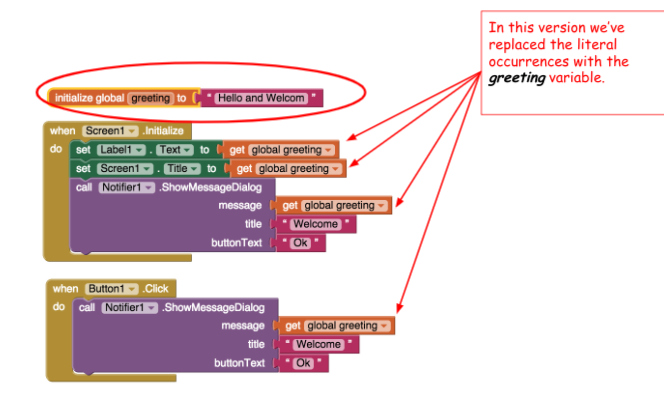 In this version we've
replaced the literal
occurrences with the
greeting variable.
initialize global greeting to " Hello and Welcom "
when Screen1 .Initialize
do set Label1 . Text to get global greeting
set Screen1 . Title to get global greeting
call Notifier1 .ShowMessageDialog
message get global greeting
title " Welcome "
buttonText " Ok "
when Button1 .Click
do call Notifier1 .ShowMessageDialog
message get global greeting
title " Welcome "
buttonText " Ok "